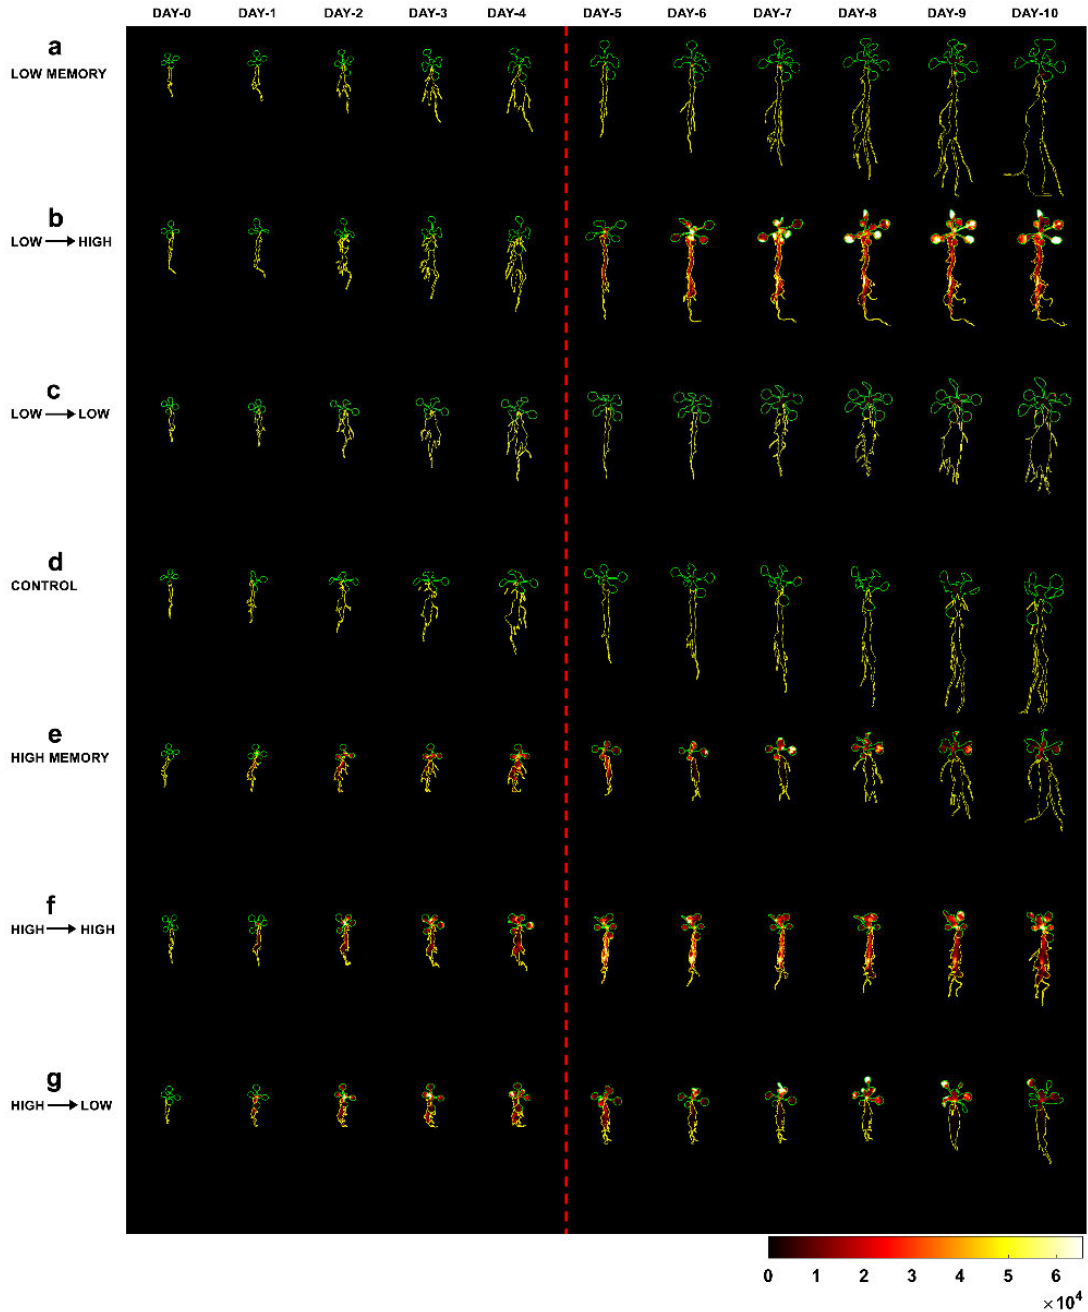 DAY-0 DAY-1 DAY-2 DAY-3 DAY-4 DAY-5 DAY-6 DAY-7 DAY-8 DAY-9 DAY-10
a
LOW MEMORY
b
LOW → HIGH
c
LOW → LOW
d
CONTROL
e
HIGH MEMORY
f
HIGH → HIGH
g
HIGH → LOW
0 1 2 3 4 5 6
×10⁴